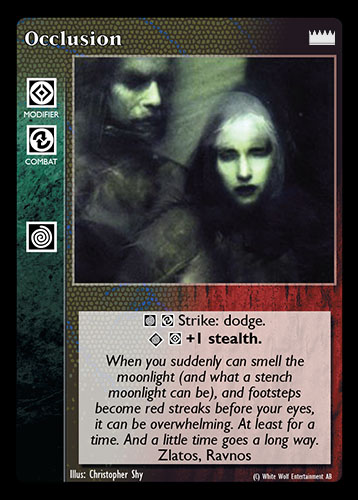 Occlusion
MODIFIER
COMBAT
Strike: dodge.
+1 stealth.
When you suddenly can smell the
moonlight (and what a stench
moonlight can be), and footsteps
become red streaks before your eyes,
it can be overwhelming. At least for a
time. And a little time goes a long way.
Zlatos, Ravnos
Illus: Christopher Shy
(C) White Wolf Entertainment AB